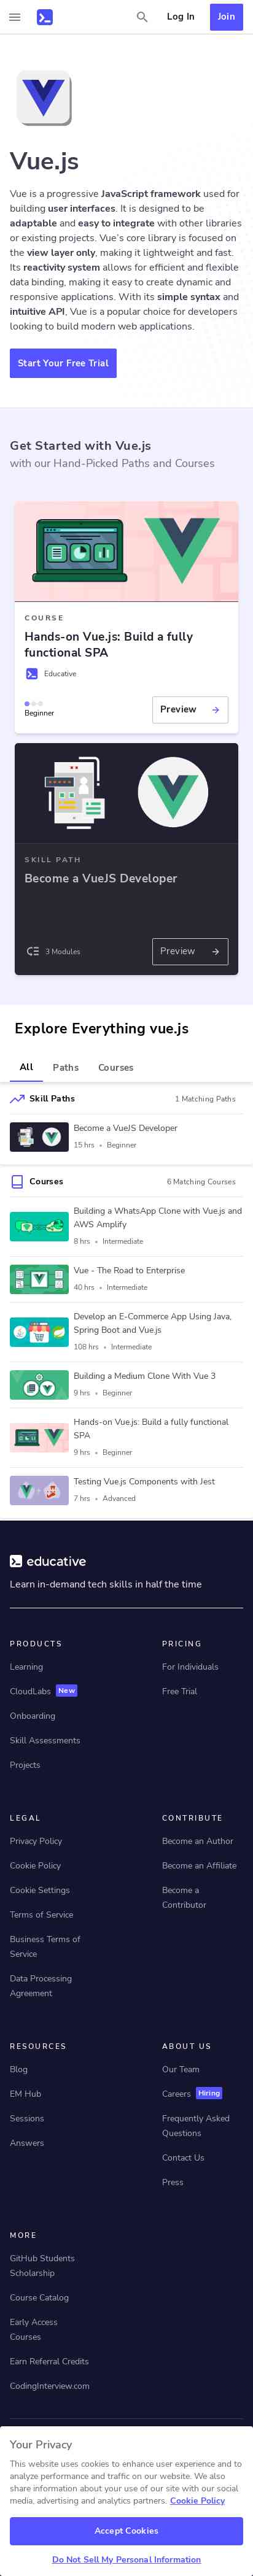 Log In
Join
Vue.js
Vue is a progressive JavaScript framework used for
building user interfaces. It is designed to be
adaptable and easy to integrate with other libraries
or existing projects. Vue's core library is focused on
the view layer only, making it lightweight and fast.
Its reactivity system allows for efficient and flexible
data binding, making it easy to create dynamic and
responsive applications. With its simple syntax and
intuitive API, Vue is a popular choice for developers
looking to build modern web applications.
Start Your Free Trial
Get Started with Vue.js
with our Hand-Picked Paths and Courses
COURSE
Hands-on Vue.js: Build a fully
functional SPA
Educative
Beginner
Preview
SKILL PATH
Become a VueJS Developer
3 Modules
Preview
Explore Everything vue.js
All
Paths
Courses
Skill Paths
1 Matching Paths
Become a VueJS Developer
15 hrs • Beginner
Courses
6 Matching Courses
Building a WhatsApp Clone with Vue.js and
AWS Amplify
8 hrs • Intermediate
Vue - The Road to Enterprise
40 hrs • Intermediate
Develop an E-Commerce App Using Java,
Spring Boot and Vue.js
108 hrs • Intermediate
Building a Medium Clone With Vue 3
9 hrs • Beginner
Hands-on Vue.js: Build a fully functional
SPA
9 hrs • Beginner
Testing Vue.js Components with Jest
7 hrs • Advanced
educative
Learn in-demand tech skills in half the time
PRODUCTS
Learning
CloudLabs New
Onboarding
Skill Assessments
Projects
PRICING
For Individuals
Free Trial
LEGAL
Privacy Policy
Cookie Policy
Cookie Settings
Terms of Service
Business Terms of
Service
Data Processing
Agreement
CONTRIBUTE
Become an Author
Become an Affiliate
Become a
Contributor
RESOURCES
Blog
EM Hub
Sessions
Answers
ABOUT US
Our Team
Careers Hiring
Frequently Asked
Questions
Contact Us
Press
MORE
GitHub Students
Scholarship
Course Catalog
Early Access
Courses
Earn Referral Credits
CodingInterview.com
Your Privacy
This website uses cookies to enhance user experience and to
analyze performance and traffic on our website. We also
share information about your use of our site with our social
media, advertising and analytics partners. Cookie Policy
Accept Cookies
Do Not Sell My Personal Information